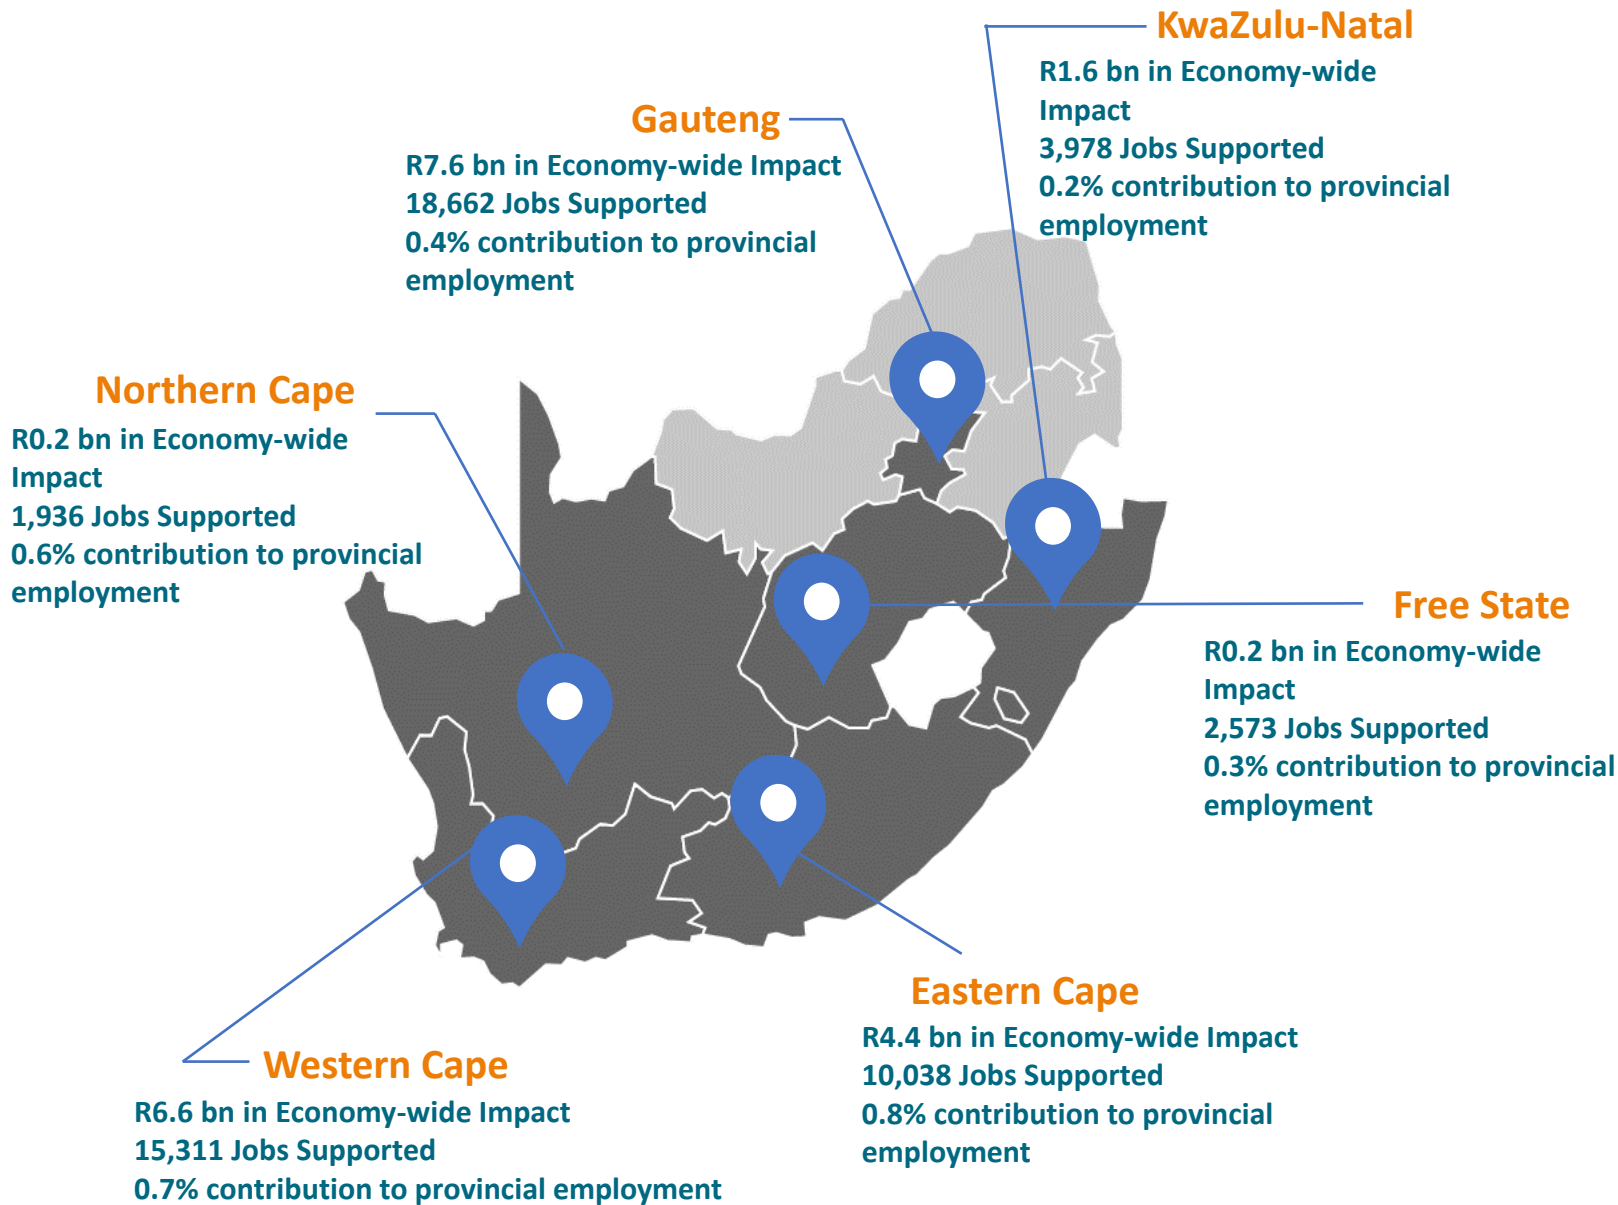 KwaZulu-Natal
R1.6 bn in Economy-wide
Impact
3,978 Jobs Supported
0.2% contribution to provincial
employment
Gauteng
R7.6 bn in Economy-wide Impact
18,662 Jobs Supported
0.4% contribution to provincial
employment
Northern Cape
R0.2 bn in Economy-wide
Impact
1,936 Jobs Supported
0.6% contribution to provincial
employment
Free State
R0.2 bn in Economy-wide
Impact
2,573 Jobs Supported
0.3% contribution to provincial
employment
Eastern Cape
R4.4 bn in Economy-wide Impact
10,038 Jobs Supported
0.8% contribution to provincial
employment
Western Cape
R6.6 bn in Economy-wide Impact
15,311 Jobs Supported
0.7% contribution to provincial employment